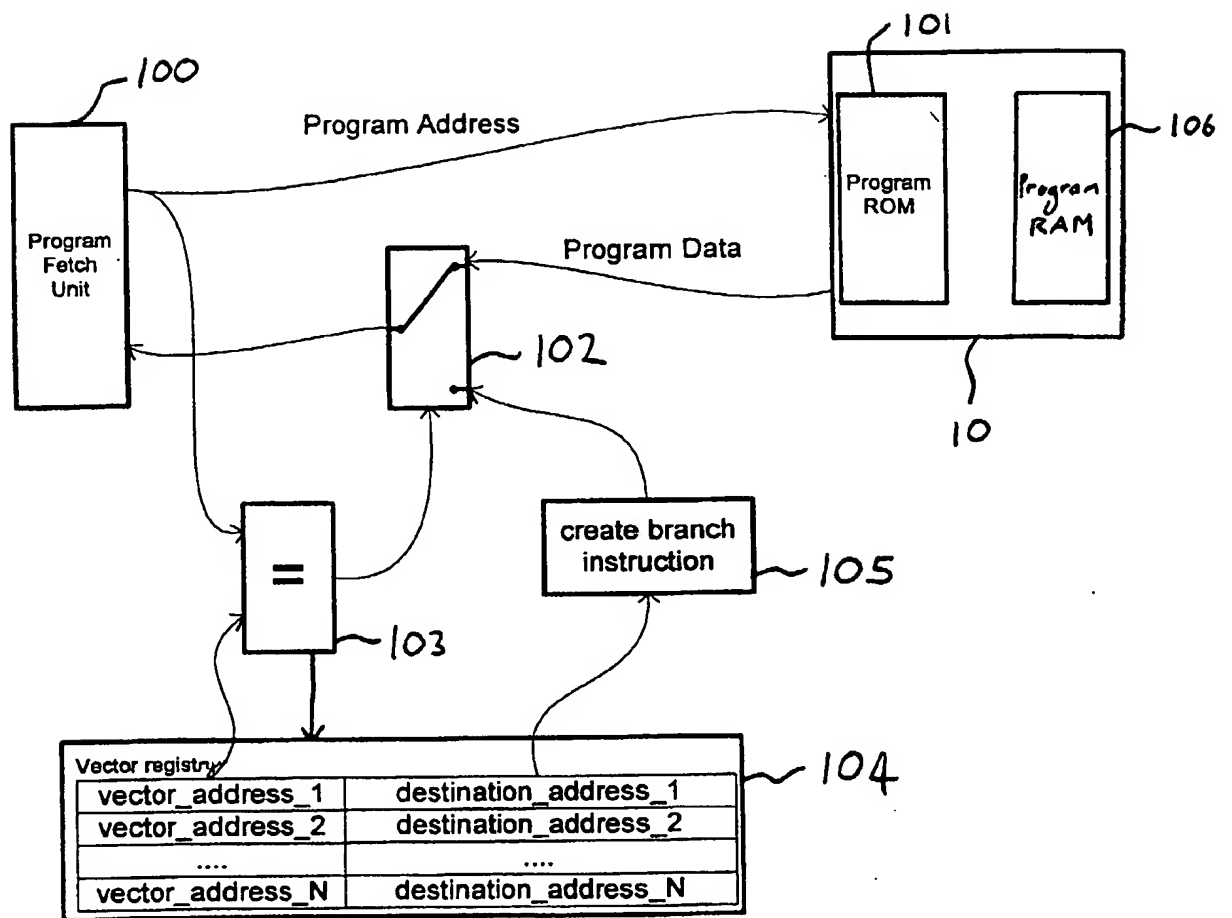 100
101
106
Program Address
Program
ROM
Program
RAM
Program
Fetch
Unit
Program Data
102
10
=
103
create branch
instruction
105
Vector registry
104
vector_address_1 destination_address_1
vector_address_2 destination_address_2
.... ....
vector_address_N destination_address_N